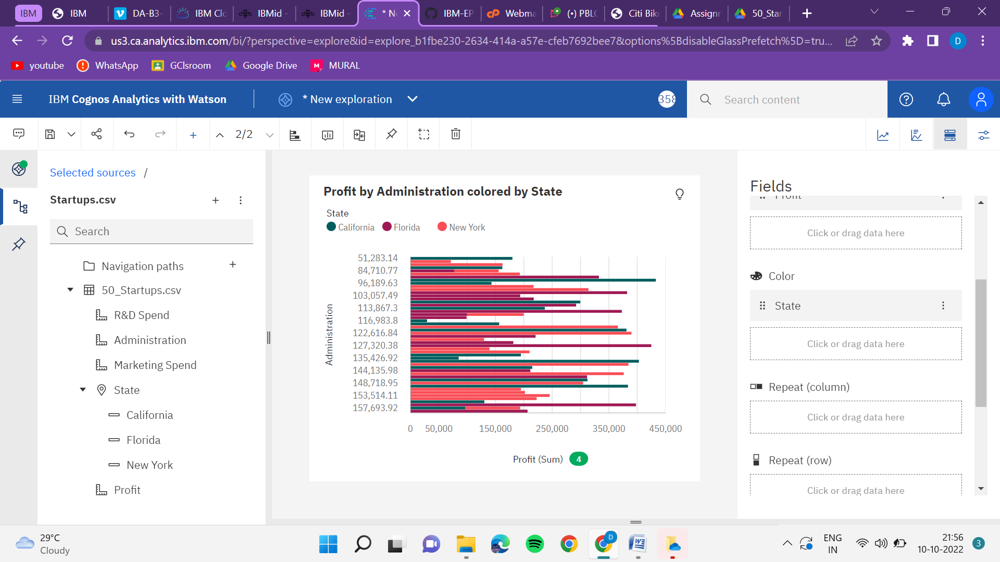 IBM
IBM
DA-B3-
IBM Clo
IBMid -
IBMid -
* Ne
IBM-EP
Webma
(•) PBLC
Citi Bike
Assignm
50_Star
us3.ca.analytics.ibm.com/bi/?perspective=explore&id=explore_b1fbe230-2634-414a-a57e-cfeb7692bee7&options%5BdisableGlassPrefetch%5D=tru...
D
youtube
WhatsApp
GClsroom
Google Drive
MURAL
IBM Cognos Analytics with Watson
* New exploration
358
Search content
2/2
Selected sources /
Startups.csv
Search
Navigation paths
50_Startups.csv
R&D Spend
Administration
Marketing Spend
State
California
Florida
New York
Profit
Profit by Administration colored by State
State
California
Florida
New York
Administration
51,283.14
84,710.77
96,189.63
103,057.49
113,867.3
116,983.8
122,616.84
127,320.38
135,426.92
144,135.98
148,718.95
153,514.11
157,693.92
0 50,000 150,000 250,000 350,000 450,000
Profit (Sum) 4
Fields
Profit
Click or drag data here
Color
State
Click or drag data here
Repeat (column)
Click or drag data here
Repeat (row)
Click or drag data here
29°C
Cloudy
D
ENG
IN
21:56
10-10-2022
3